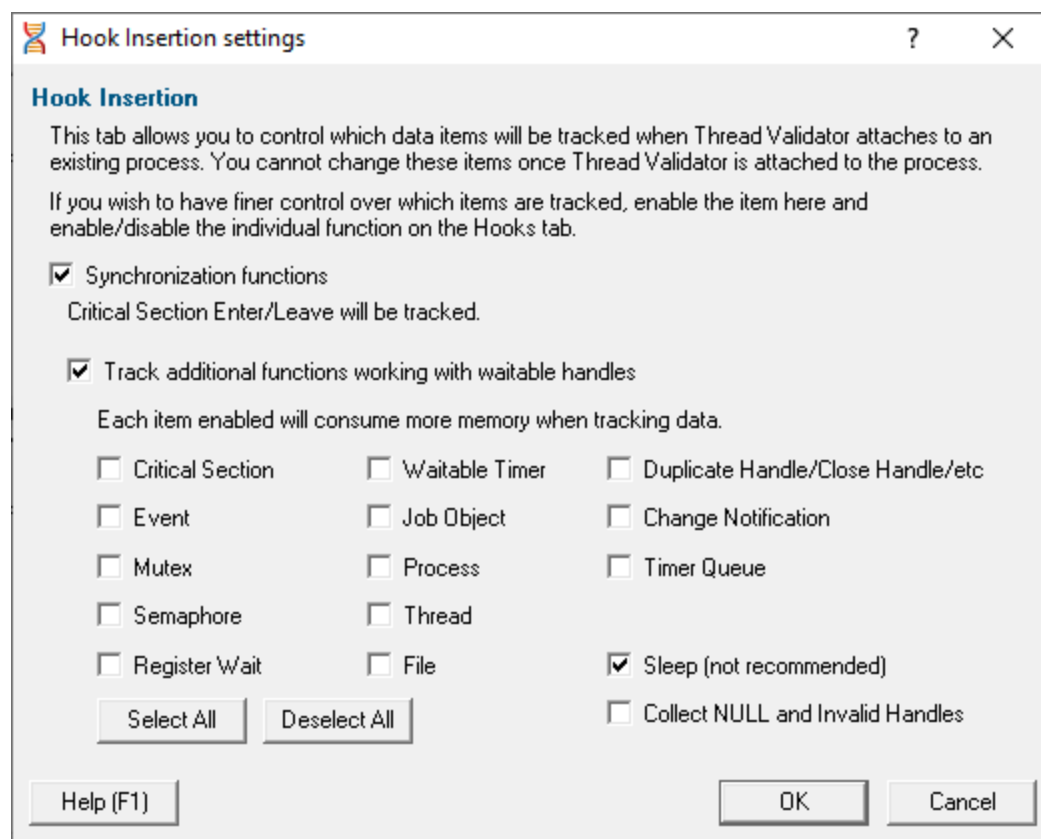 Hook Insertion settings
?
Hook Insertion
This tab allows you to control which data items will be tracked when Thread Validator attaches to an
existing process. You cannot change these items once Thread Validator is attached to the process.
If you wish to have finer control over which items are tracked, enable the item here and
enable/disable the individual function on the Hooks tab.
Synchronization functions
Critical Section Enter/Leave will be tracked.
Track additional functions working with waitable handles
Each item enabled will consume more memory when tracking data.
Critical Section Waitable Timer Duplicate Handle/Close Handle/etc
Event Job Object Change Notification
Mutex Process Timer Queue
Semaphore Thread
Register Wait File Sleep (not recommended)
Select All Deselect All Collect NULL and Invalid Handles
Help (F1) OK Cancel